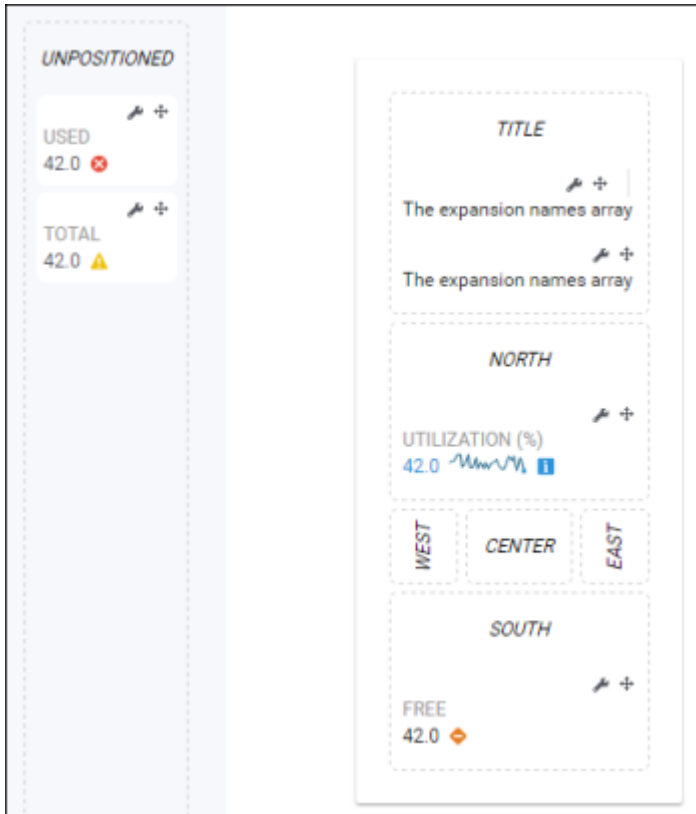 UNPOSITIONED
USED
42.0
TOTAL
42.0
TITLE
The expansion names array
The expansion names array
NORTH
UTILIZATION (%)
42.0
WEST
CENTER
EAST
SOUTH
FREE
42.0